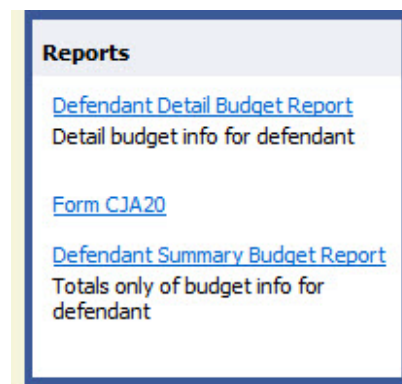 Reports
Defendant Detail Budget Report
Detail budget info for defendant
Form CJA20
Defendant Summary Budget Report
Totals only of budget info for
defendant